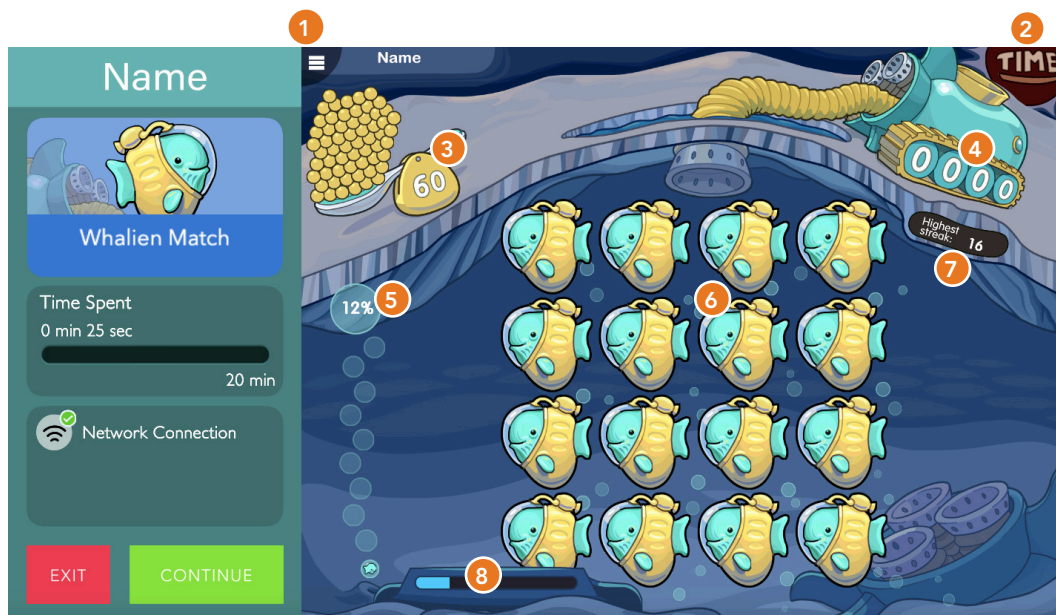 1
2
Name
Name
TIME
Whalien Match
3
60
4
0000
Highest
streak: 16
7
Time Spent
0 min 25 sec
20 min
5
12%
6
Network Connection
EXIT
CONTINUE
8